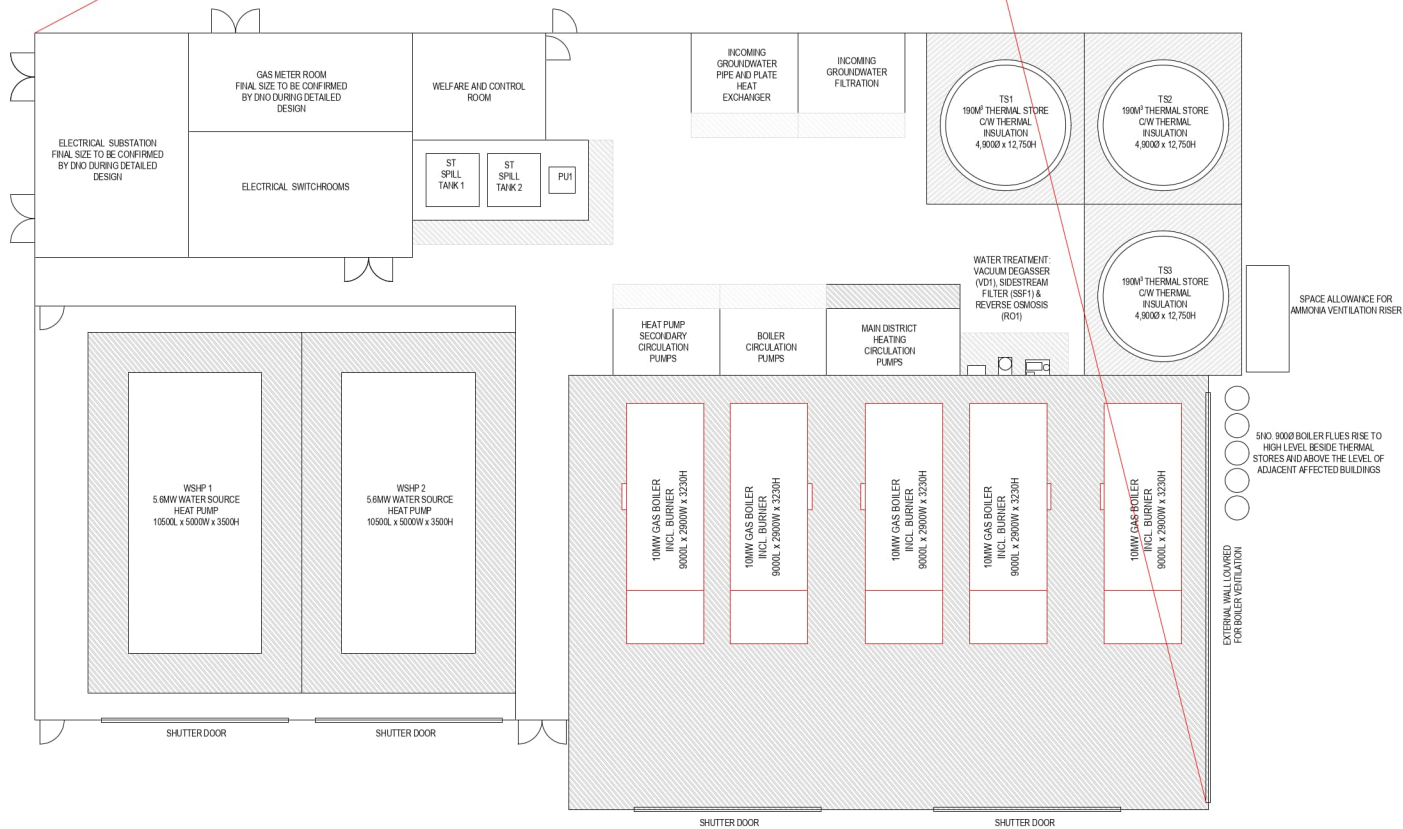 GAS METER ROOM
FINAL SIZE TO BE CONFIRMED
BY DNO DURING DETAILED
DESIGN
WELFARE AND CONTROL
ROOM
INCOMING
GROUNDWATER
PIPE AND PLATE
HEAT
EXCHANGER
INCOMING
GROUNDWATER
FILTRATION
TS1
190M³ THERMAL STORE
C/W THERMAL
INSULATION
4,900Ø x 12,750H
TS2
190M³ THERMAL STORE
C/W THERMAL
INSULATION
4,900Ø x 12,750H
ELECTRICAL SUBSTATION
FINAL SIZE TO BE CONFIRMED
BY DNO DURING DETAILED
DESIGN
ELECTRICAL SWITCHROOMS
ST
SPILL
TANK 1
ST
SPILL
TANK 2
PU1
WATER TREATMENT:
VACUUM DEGASSER
(VD1), SIDESTREAM
FILTER (SSF1) &
REVERSE OSMOSIS
(RO1)
TS3
190M³ THERMAL STORE
C/W THERMAL
INSULATION
4,900Ø x 12,750H
SPACE ALLOWANCE FOR
AMMONIA VENTILATION RISER
HEAT PUMP
SECONDARY
CIRCULATION
PUMPS
BOILER
CIRCULATION
PUMPS
MAIN DISTRICT
HEATING
CIRCULATION
PUMPS
5NO. 900Ø BOILER FLUES RISE TO
HIGH LEVEL BESIDE THERMAL
STORES AND ABOVE THE LEVEL OF
ADJACENT AFFECTED BUILDINGS
WSHP 1
5.6MW WATER SOURCE
HEAT PUMP
10500L x 5000W x 3500H
WSHP 2
5.6MW WATER SOURCE
HEAT PUMP
10500L x 5000W x 3500H
10MW GAS BOILER
INCL. BURNER
9000L x 2900W x 3230H
10MW GAS BOILER
INCL. BURNER
9000L x 2900W x 3230H
10MW GAS BOILER
INCL. BURNER
9000L x 2900W x 3230H
10MW GAS BOILER
INCL. BURNER
9000L x 2900W x 3230H
10MW GAS BOILER
INCL. BURNER
9000L x 2900W x 3230H
EXTERNAL WALL LOUVRED
FOR BOILER VENTILATION
SHUTTER DOOR
SHUTTER DOOR
SHUTTER DOOR
SHUTTER DOOR